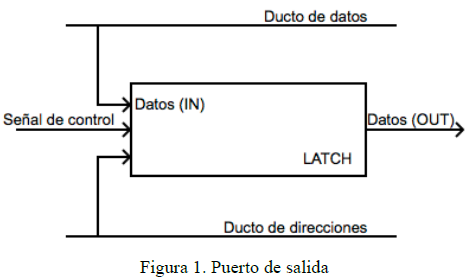 Ducto de datos
Datos (IN)
Señal de control
Datos (OUT)
LATCH
Ducto de direcciones
Figura 1. Puerto de salida